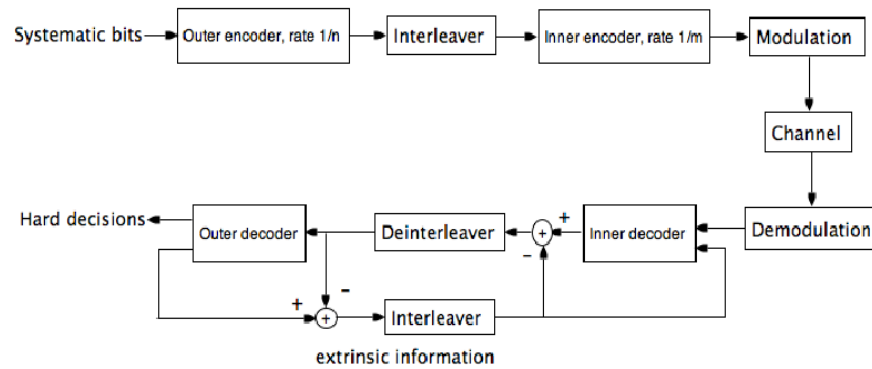 Systematic bits
Outer encoder, rate 1/n
Interleaver
Inner encoder, rate 1/m
Modulation
Channel
Hard decisions
Outer decoder
Deinterleaver
+
+
-
Inner decoder
Demodulation
+
-
+
Interleaver
extrinsic information